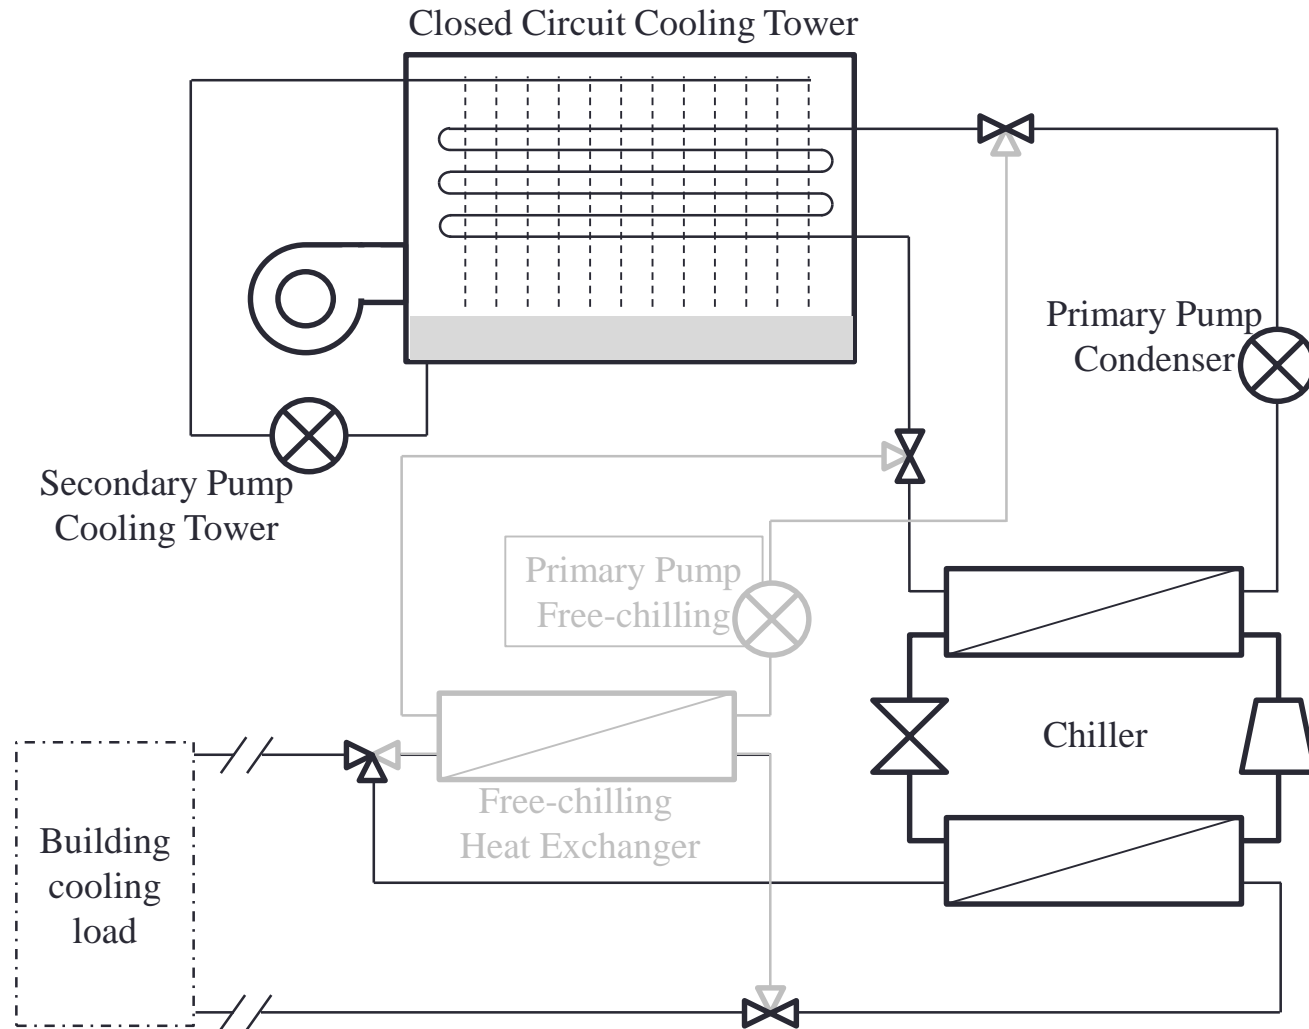 Closed Circuit Cooling Tower
Primary Pump
Condenser
Secondary Pump
Cooling Tower
Primary Pump
Free-chilling
Chiller
Free-chilling
Heat Exchanger
Building
cooling
load